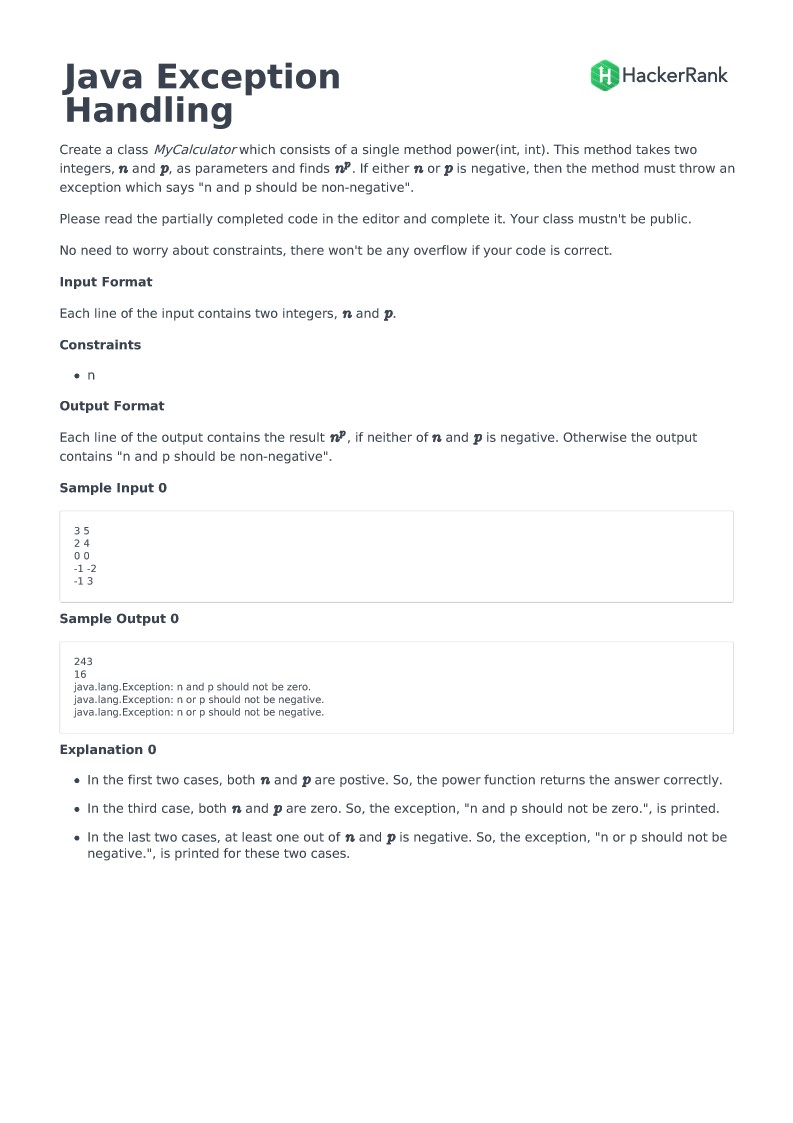 Java Exception
Handling
HackerRank
Create a class MyCalculator which consists of a single method power(int, int). This method takes two
integers, n and p, as parameters and finds n^p. If either n or p is negative, then the method must throw an
exception which says "n and p should be non-negative".
Please read the partially completed code in the editor and complete it. Your class mustn't be public.
No need to worry about constraints, there won't be any overflow if your code is correct.
Input Format
Each line of the input contains two integers, n and p.
Constraints
• n
Output Format
Each line of the output contains the result n^p, if neither of n and p is negative. Otherwise the output
contains "n and p should be non-negative".
Sample Input 0
3 5
2 4
0 0
-1 -2
-1 3
Sample Output 0
243
16
java.lang.Exception: n and p should not be zero.
java.lang.Exception: n or p should not be negative.
java.lang.Exception: n or p should not be negative.
Explanation 0
• In the first two cases, both n and p are postive. So, the power function returns the answer correctly.
• In the third case, both n and p are zero. So, the exception, "n and p should not be zero.", is printed.
• In the last two cases, at least one out of n and p is negative. So, the exception, "n or p should not be
negative.", is printed for these two cases.